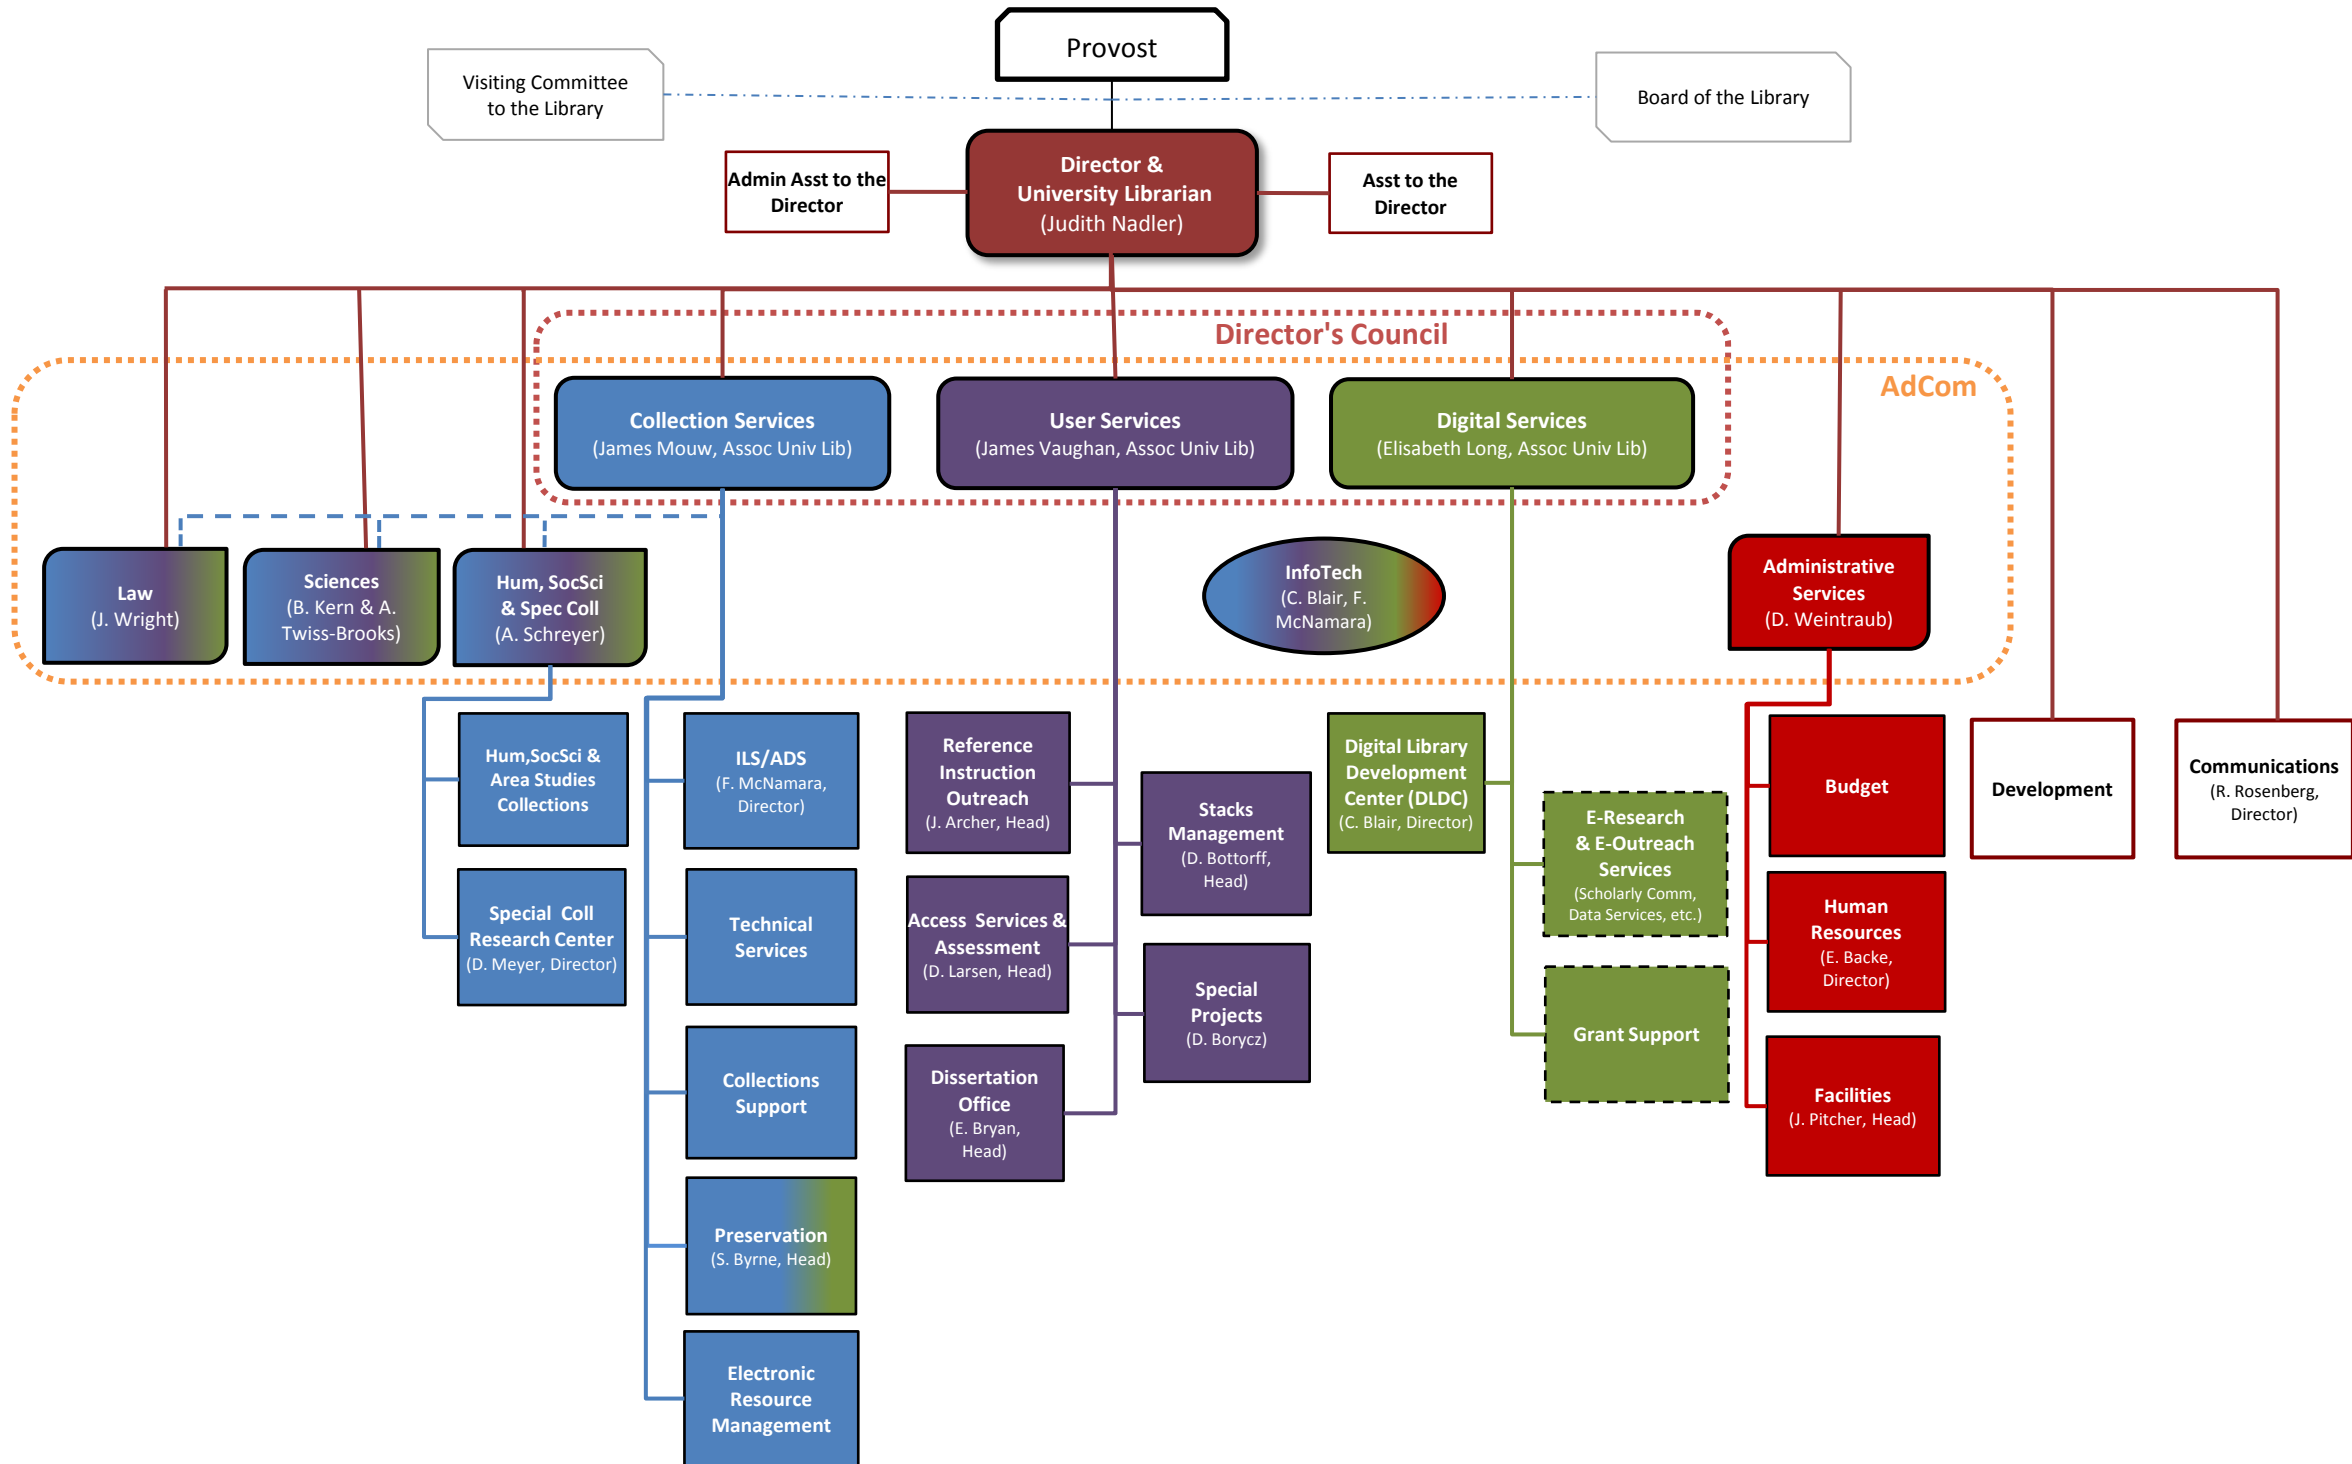 Provost
Visiting Committee
to the Library
Board of the Library
Admin Asst to the
Director
Director &
University Librarian
(Judith Nadler)
Asst to the
Director
Director's Council
AdCom
Collection Services
(James Mouw, Assoc Univ Lib)
User Services
(James Vaughan, Assoc Univ Lib)
Digital Services
(Elisabeth Long, Assoc Univ Lib)
Law
(J. Wright)
Sciences
(B. Kern & A.
Twiss-Brooks)
Hum, SocSci
& Spec Coll
(A. Schreyer)
InfoTech
(C. Blair, F.
McNamara)
Administrative
Services
(D. Weintraub)
Hum,SocSci &
Area Studies
Collections
Special Coll
Research Center
(D. Meyer, Director)
ILS/ADS
(F. McNamara,
Director)
Technical
Services
Collections
Support
Preservation
(S. Byrne, Head)
Electronic
Resource
Management
Reference
Instruction
Outreach
(J. Archer, Head)
Access Services &
Assessment
(D. Larsen, Head)
Dissertation
Office
(E. Bryan,
Head)
Stacks
Management
(D. Bottorff,
Head)
Special
Projects
(D. Borycz)
Digital Library
Development
Center (DLDC)
(C. Blair, Director)
E-Research
& E-Outreach
Services
(Scholarly Comm,
Data Services, etc.)
Grant Support
Budget
Human
Resources
(E. Backe,
Director)
Facilities
(J. Pitcher, Head)
Development
Communications
(R. Rosenberg,
Director)